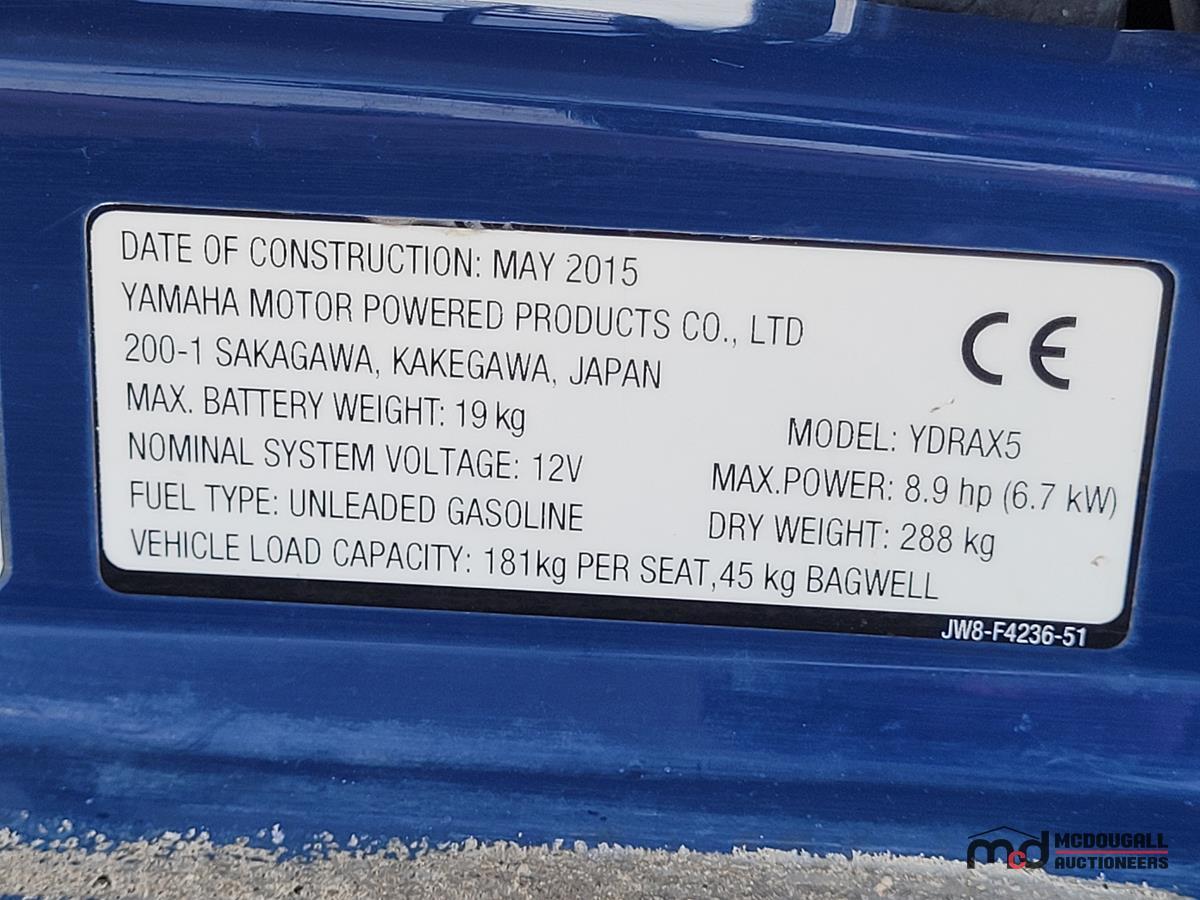 DATE OF CONSTRUCTION: MAY 2015
YAMAHA MOTOR POWERED PRODUCTS CO., LTD
200-1 SAKAGAWA, KAKEGAWA, JAPAN
CE
MAX. BATTERY WEIGHT: 19 kg
MODEL: YDRAX5
NOMINAL SYSTEM VOLTAGE: 12V
MAX.POWER: 8.9 hp (6.7 kW)
FUEL TYPE: UNLEADED GASOLINE
DRY WEIGHT: 288 kg
VEHICLE LOAD CAPACITY: 181kg PER SEAT,45 kg BAGWELL
JW8-F4236-51
mcd MCDOUGALL
AUCTIONEERS